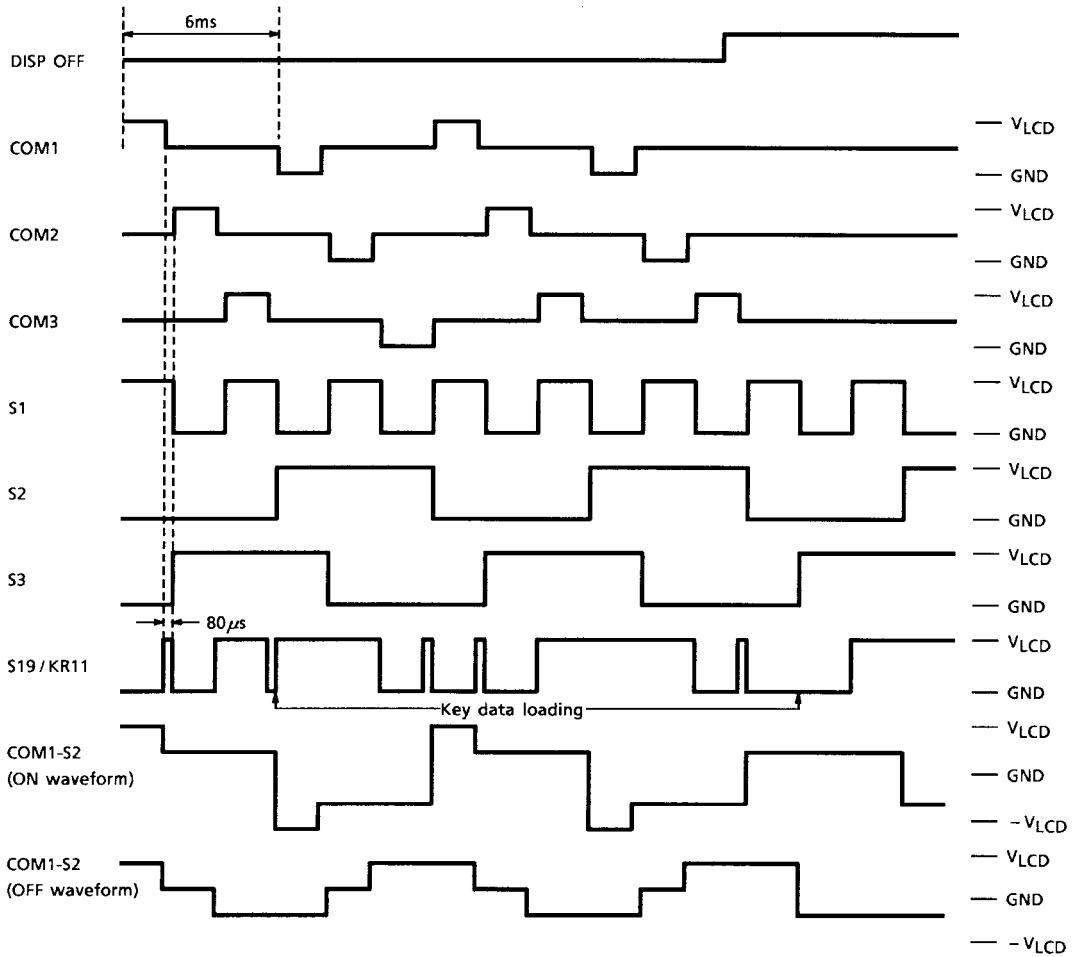 6ms
DISP OFF
COM1
VLCD
GND
COM2
VLCD
GND
COM3
VLCD
GND
S1
VLCD
GND
S2
VLCD
GND
S3
VLCD
GND
80μs
S19/KR11
VLCD
GND
Key data loading
COM1-S2
(ON waveform)
VLCD
GND
–VLCD
COM1-S2
(OFF waveform)
VLCD
GND
–VLCD